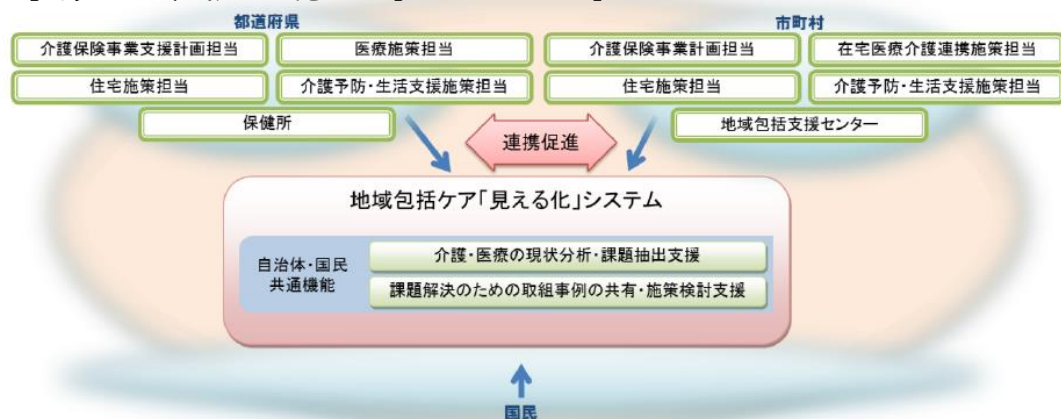 都道府県
市町村
介護保険事業支援計画担当
医療施策担当
介護保険事業計画担当
在宅医療介護連携施策担当
住宅施策担当
介護予防・生活支援施策担当
住宅施策担当
介護予防・生活支援施策担当
保健所
地域包括支援センター
連携促進
地域包括ケア「見える化」システム
自治体・国民
共通機能
介護・医療の現状分析・課題抽出支援
課題解決のための取組事例の共有・施策検討支援
国民